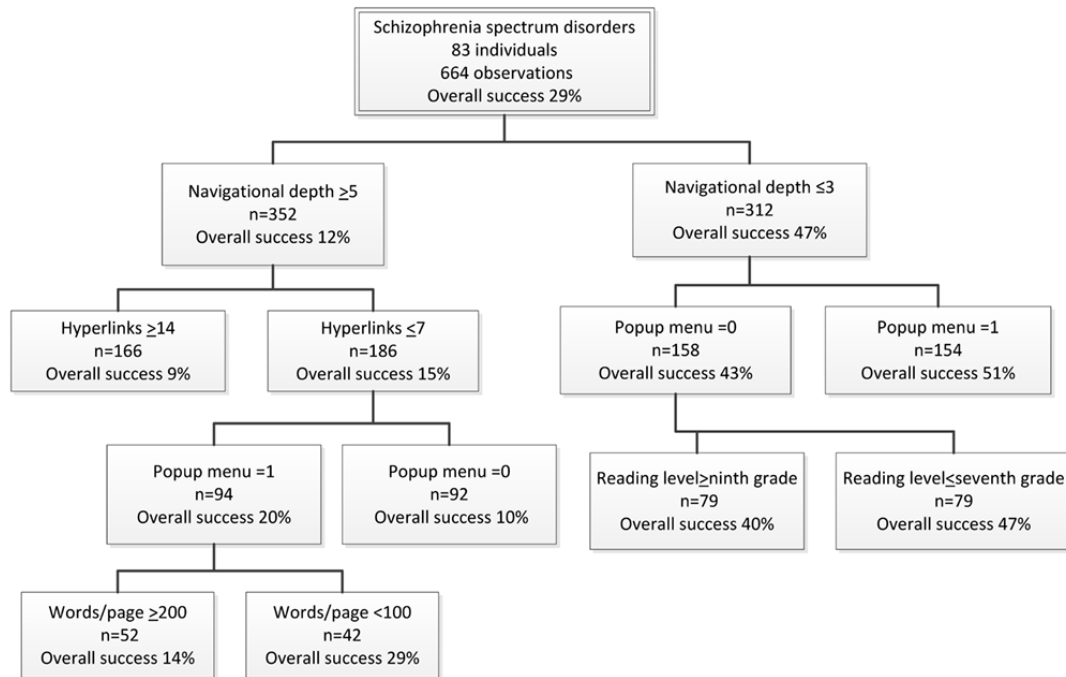 Schizophrenia spectrum disorders
83 individuals
664 observations
Overall success 29%
Navigational depth ≥5
n=352
Overall success 12%
Navigational depth ≤3
n=312
Overall success 47%
Hyperlinks ≥14
n=166
Overall success 9%
Hyperlinks ≤7
n=186
Overall success 15%
Popup menu =0
n=158
Overall success 43%
Popup menu =1
n=154
Overall success 51%
Popup menu =1
n=94
Overall success 20%
Popup menu =0
n=92
Overall success 10%
Reading level≥ninth grade
n=79
Overall success 40%
Reading level≤seventh grade
n=79
Overall success 47%
Words/page ≥200
n=52
Overall success 14%
Words/page <100
n=42
Overall success 29%